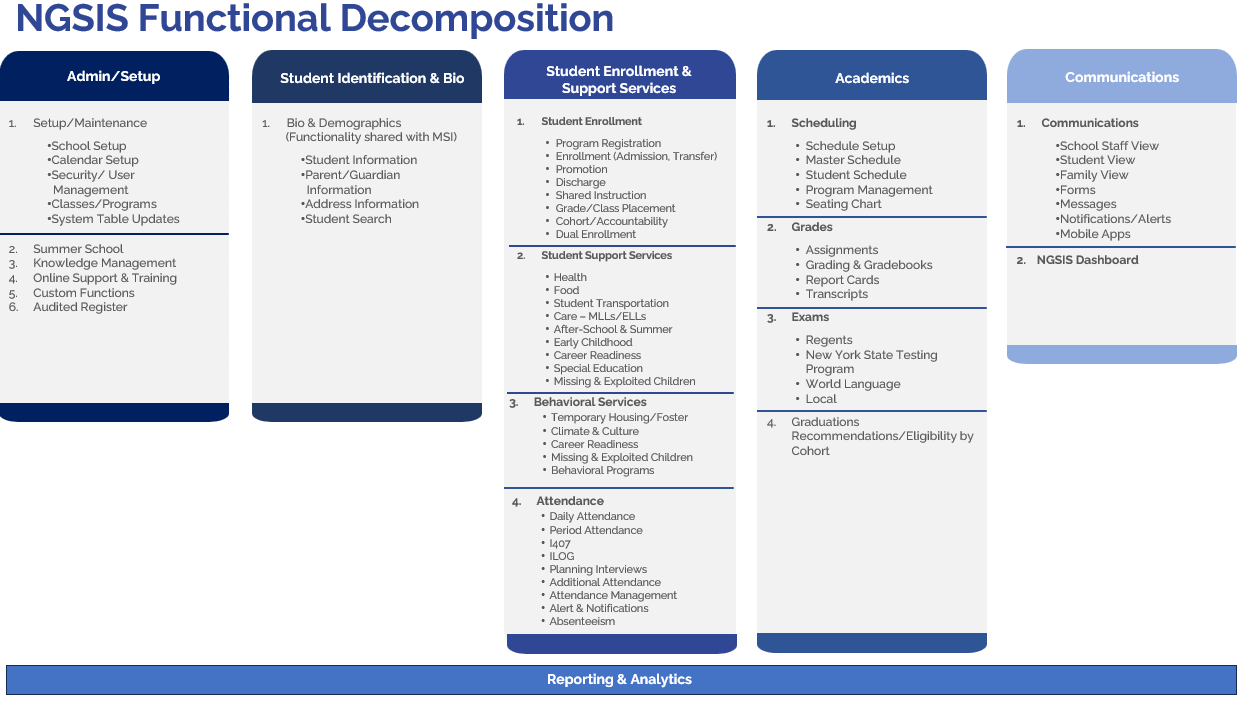 NGSIS Functional Decomposition
Admin/Setup
1. Setup/Maintenance
•School Setup
•Calendar Setup
•Security/ User
Management
•Classes/Programs
•System Table Updates
2. Summer School
3. Knowledge Management
4. Online Support & Training
5. Custom Functions
6. Audited Register
Student Identification & Bio
1. Bio & Demographics
(Functionality shared with MSI)
•Student Information
•Parent/Guardian
Information
•Address Information
•Student Search
Student Enrollment &
Support Services
1. Student Enrollment
• Program Registration
• Enrollment (Admission, Transfer)
• Promotion
• Discharge
• Shared Instruction
• Grade/Class Placement
• Cohort/Accountability
• Dual Enrollment
2. Student Support Services
• Health
• Food
• Student Transportation
• Care – MLLs/ELLs
• After-School & Summer
• Early Childhood
• Career Readiness
• Special Education
• Missing & Exploited Children
3. Behavioral Services
• Temporary Housing/Foster
• Climate & Culture
• Career Readiness
• Missing & Exploited Children
• Behavioral Programs
4. Attendance
• Daily Attendance
• Period Attendance
• I407
• ILOG
• Planning Interviews
• Additional Attendance
• Attendance Management
• Alert & Notifications
• Absenteeism
Academics
1. Scheduling
• Schedule Setup
• Master Schedule
• Student Schedule
• Program Management
• Seating Chart
2. Grades
• Assignments
• Grading & Gradebooks
• Report Cards
• Transcripts
3. Exams
• Regents
• New York State Testing
Program
• World Language
• Local
4. Graduations
Recommendations/Eligibility by
Cohort
Communications
1. Communications
•School Staff View
•Student View
•Family View
•Forms
•Messages
•Notifications/Alerts
•Mobile Apps
2. NGSIS Dashboard
Reporting & Analytics